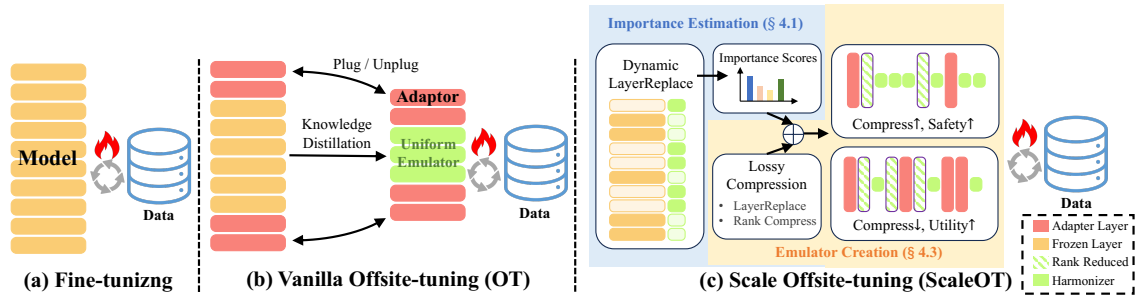 Model
Data
(a) Fine-tunizng
Plug / Unplug
Knowledge
Distillation
Adaptor
Uniform
Emulator
Data
(b) Vanilla Offsite-tuning (OT)
Importance Estimation (§ 4.1)
Dynamic
LayerReplace
Importance Scores
Lossy
Compression
• LayerReplace
• Rank Compress
Compress↑, Safety↑
Compress↓, Utility↑
Emulator Creation (§ 4.3)
Data
(c) Scale Offsite-tuning (ScaleOT)
Adapter Layer
Frozen Layer
Rank Reduced
Harmonizer